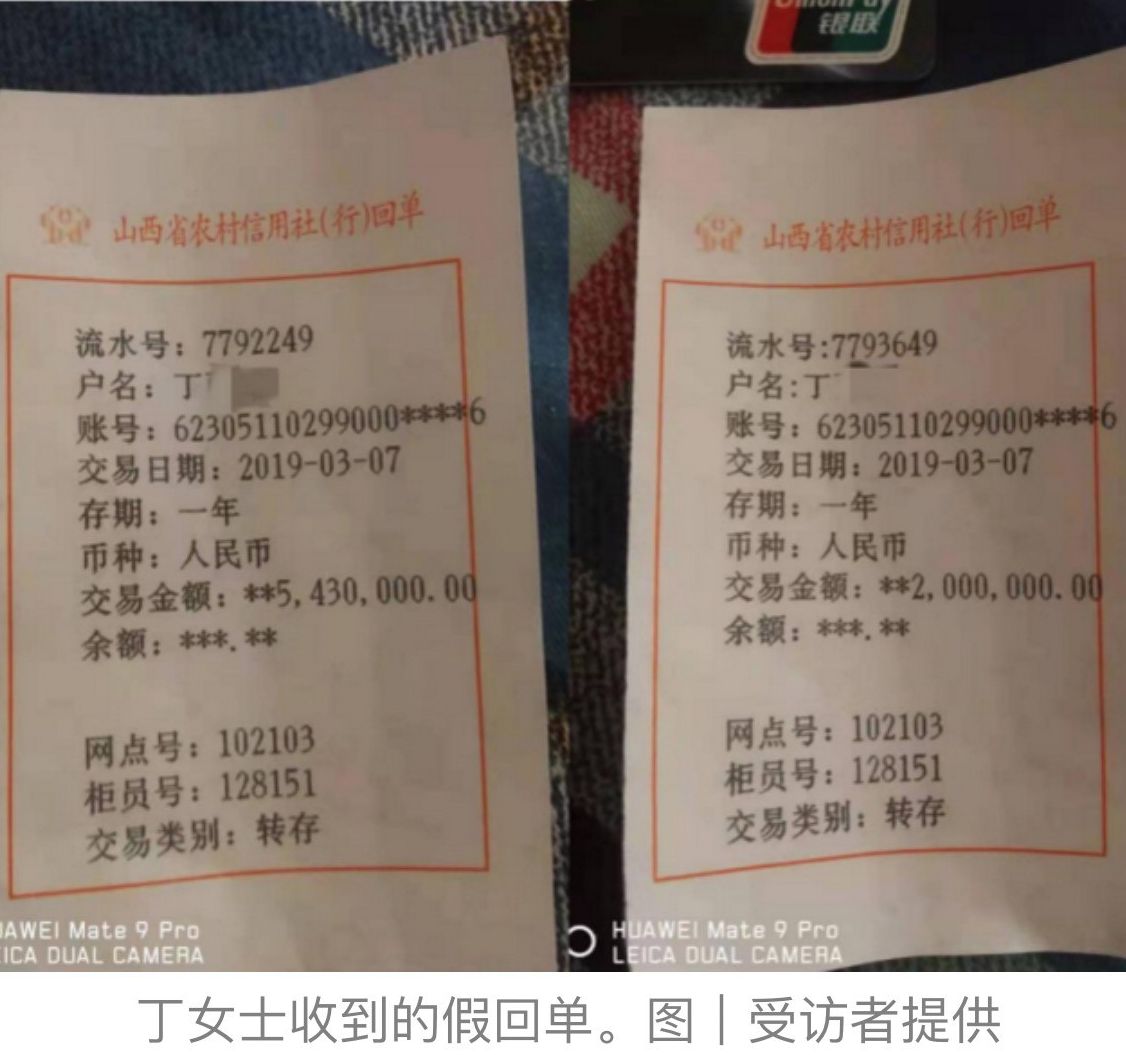 山西省农村信用社(行)回单
流水号：7792249
户名：丁
账号：62305110299000****6
交易日期：2019-03-07
存期：一年
币种：人民币
交易金额：**5,430,000.00
余额：***.**
网点号：102103
柜员号：128151
交易类别：转存
HUAWEI Mate 9 Pro
LEICA DUAL CAMERA
UnionPay
银联
山西省农村信用社(行)回单
流水号:7793649
户名:丁
账号：62305110299000****6
交易日期：2019-03-07
存期：一年
币种：人民币
交易金额：**2,000,000.00
余额：***.**
网点号：102103
柜员号：128151
交易类别：转存
HUAWEI Mate 9 Pro
LEICA DUAL CAMERA
丁女士收到的假回单。图｜受访者提供